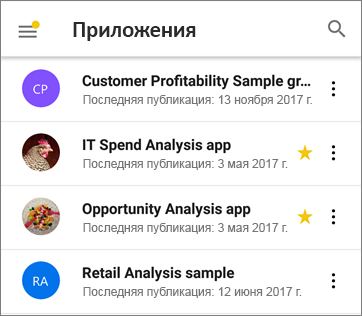 Приложения
CP
Customer Profitability Sample gr...
Последняя публикация: 13 ноября 2017 г.
IT Spend Analysis app
Последняя публикация: 3 мая 2017 г.
Opportunity Analysis app
Последняя публикация: 3 мая 2017 г.
RA
Retail Analysis sample
Последняя публикация: 12 июня 2017 г.